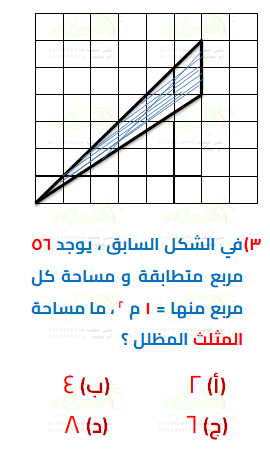 ٣) في الشكل السابق ، يوجد ٥٦
مربع متطابقة و مساحة كل
مربع منها = ١ م ٢ ، ما مساحة
المثلث المظلل ؟
(أ) ٢ (ب) ٤
(ج) ٦ (د) ٨